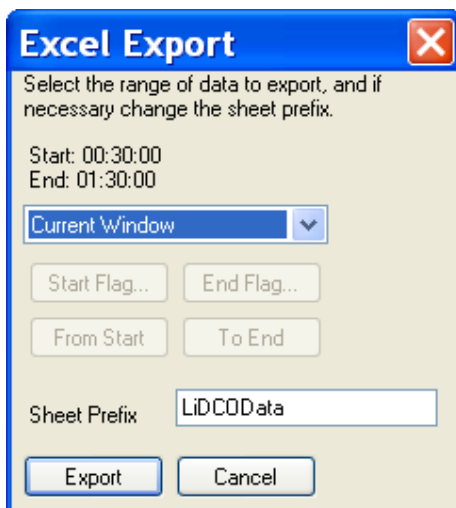 Excel Export
Select the range of data to export, and if
necessary change the sheet prefix.
Start: 00:30:00
End: 01:30:00
Current Window
Start Flag... End Flag...
From Start To End
Sheet Prefix LiDCOData
Export Cancel